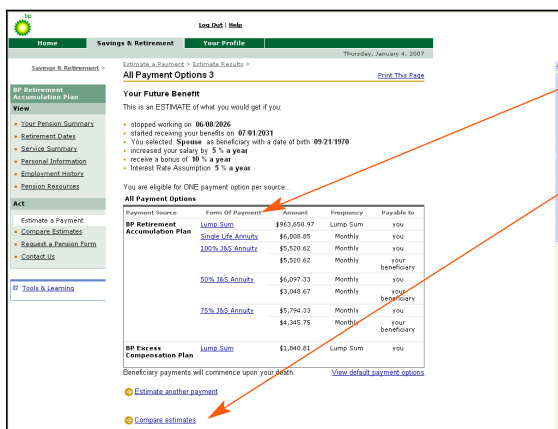 bp
Log Out | Help
Home Savings & Retirement Your Profile
Thursday, January 4, 2007
Savings & Retirement >
Estimate a Payment > Estimate Results >
All Payment Options 3
Print This Page
BP Retirement
Accumulation Plan
View
Your Pension Summary
Retirement Dates
Service Summary
Personal Information
Employment History
Pension Resources
Act
Estimate a Payment
Compare Estimates
Request a Pension Form
Contact Us
Tools & Learning
Your Future Benefit
This is an ESTIMATE of what you would get if you:
stopped working on 06/08/2026
started receiving your benefits on 07/01/2031
You selected Spouse as beneficiary with a date of birth 09/21/1970
increased your salary by 5 % a year
receive a bonus of 10 % a year
Interest Rate Assumption 5 % a year
You are eligible for ONE payment option per source...
All Payment Options
Payment Source Form Of Payment Amount Frequency Payable to
BP Retirement Lump Sum $963,650.97 Lump Sum you
Accumulation Plan Single Life Annuity $6,808.85 Monthly you
100% J&S Annuity $5,520.62 Monthly you
$5,520.62 Monthly your
beneficiary
50% J&S Annuity $6,097.33 Monthly you
$3,048.67 Monthly your
beneficiary
75% J&S Annuity $5,794.33 Monthly you
$4,345.75 Monthly your
beneficiary
BP Excess Lump Sum $1,840.81 Lump Sum you
Compensation Plan
Beneficiary payments will commence upon your death. View default payment options
Estimate another payment
Compare estimates